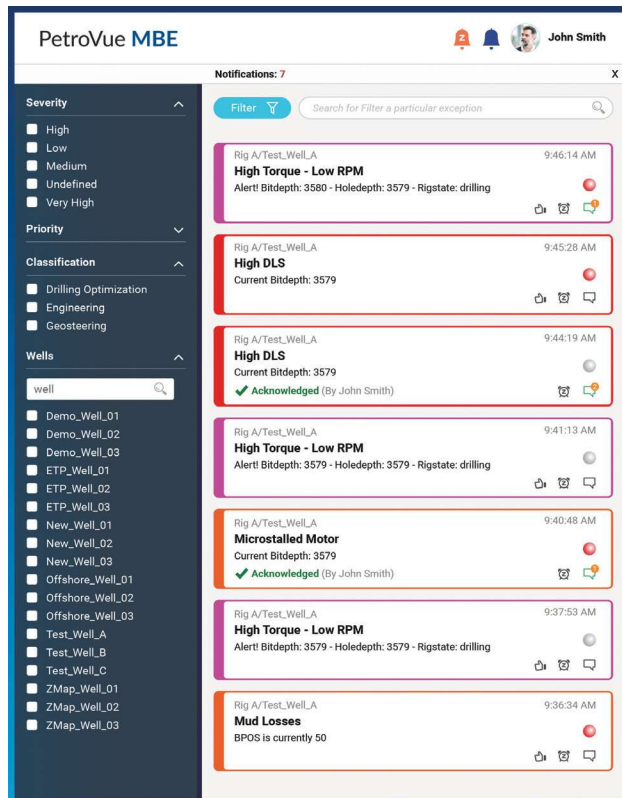 PetroVue MBE
John Smith
Notifications: 7
X
Severity
High
Low
Medium
Undefined
Very High
Priority
Classification
Drilling Optimization
Engineering
Geosteering
Wells
well
Demo_Well_01
Demo_Well_02
Demo_Well_03
ETP_Well_01
ETP_Well_02
ETP_Well_03
New_Well_01
New_Well_02
New_Well_03
Offshore_Well_01
Offshore_Well_02
Offshore_Well_03
Test_Well_A
Test_Well_B
Test_Well_C
ZMap_Well_01
ZMap_Well_02
ZMap_Well_03
Filter
Search for Filter a particular exception
Rig A/Test_Well_A 9:46:14 AM
High Torque - Low RPM
Alert! Bitdepth: 3580 - Holedepth: 3579 - Rigstate: drilling
1
Rig A/Test_Well_A 9:45:28 AM
High DLS
Current Bitdepth: 3579
Rig A/Test_Well_A 9:44:19 AM
High DLS
Current Bitdepth: 3579
Acknowledged (By John Smith)
2
Rig A/Test_Well_A 9:41:13 AM
High Torque - Low RPM
Alert! Bitdepth: 3579 - Holedepth: 3579 - Rigstate: drilling
Rig A/Test_Well_A 9:40:48 AM
Microstalled Motor
Current Bitdepth: 3579
Acknowledged (By John Smith)
1
Rig A/Test_Well_A 9:37:53 AM
High Torque - Low RPM
Alert! Bitdepth: 3579 - Holedepth: 3579 - Rigstate: drilling
Rig A/Test_Well_A 9:36:34 AM
Mud Losses
BPOS is currently 50